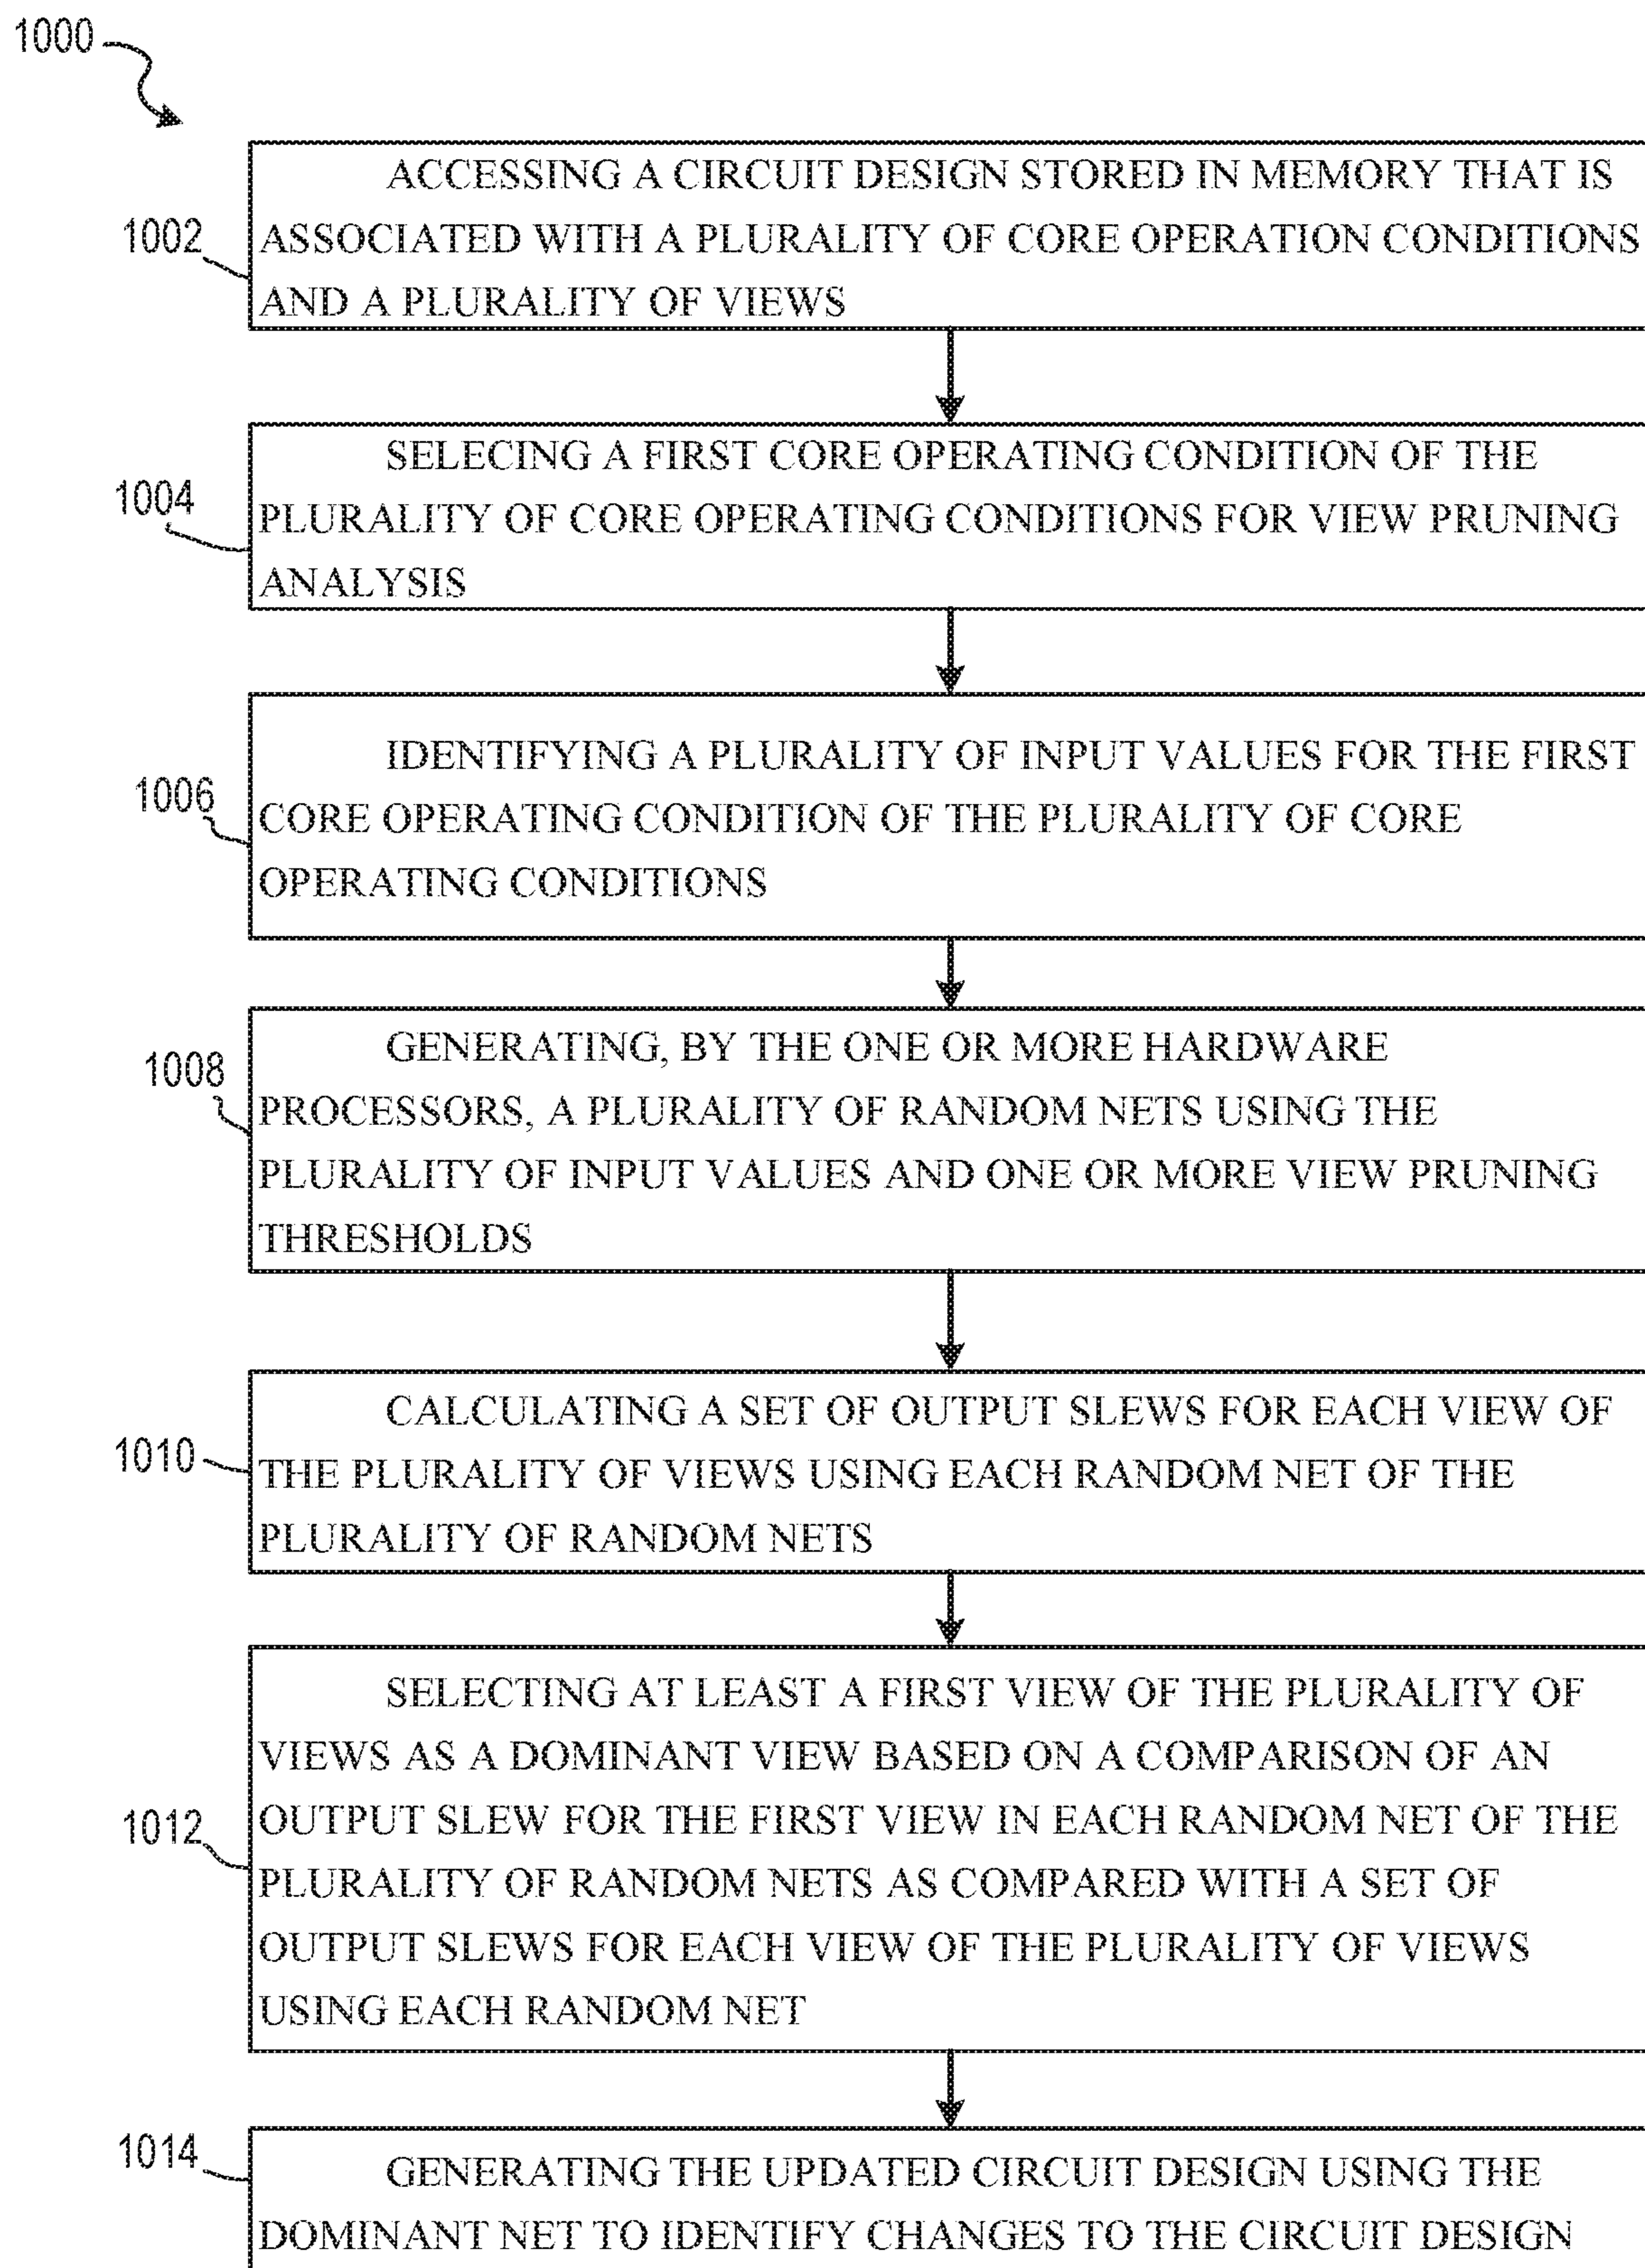 1000
ACCESSING A CIRCUIT DESIGN STORED IN MEMORY THAT IS
1002
ASSOCIATED WITH A PLURALITY OF CORE OPERATION CONDITIONS
AND A PLURALITY OF VIEWS
SELECING A FIRST CORE OPERATING CONDITION OF THE
1004
PLURALITY OF CORE OPERATING CONDITIONS FOR VIEW PRUNING
ANALYSIS
IDENTIFYING A PLURALITY OF INPUT VALUES FOR THE FIRST
1006
CORE OPERATING CONDITION OF THE PLURALITY OF CORE
OPERATING CONDITIONS
GENERATING, BY THE ONE OR MORE HARDWARE
1008
PROCESSORS, A PLURALITY OF RANDOM NETS USING THE
PLURALITY OF INPUT VALUES AND ONE OR MORE VIEW PRUNING
THRESHOLDS
CALCULATING A SET OF OUTPUT SLEWS FOR EACH VIEW OF
1010
THE PLURALITY OF VIEWS USING EACH RANDOM NET OF THE
PLURALITY OF RANDOM NETS
SELECTING AT LEAST A FIRST VIEW OF THE PLURALITY OF
VIEWS AS A DOMINANT VIEW BASED ON A COMPARISON OF AN
OUTPUT SLEW FOR THE FIRST VIEW IN EACH RANDOM NET OF THE
1012
PLURALITY OF RANDOM NETS AS COMPARED WITH A SET OF
OUTPUT SLEWS FOR EACH VIEW OF THE PLURALITY OF VIEWS
USING EACH RANDOM NET
1014
GENERATING THE UPDATED CIRCUIT DESIGN USING THE
DOMINANT NET TO IDENTIFY CHANGES TO THE CIRCUIT DESIGN